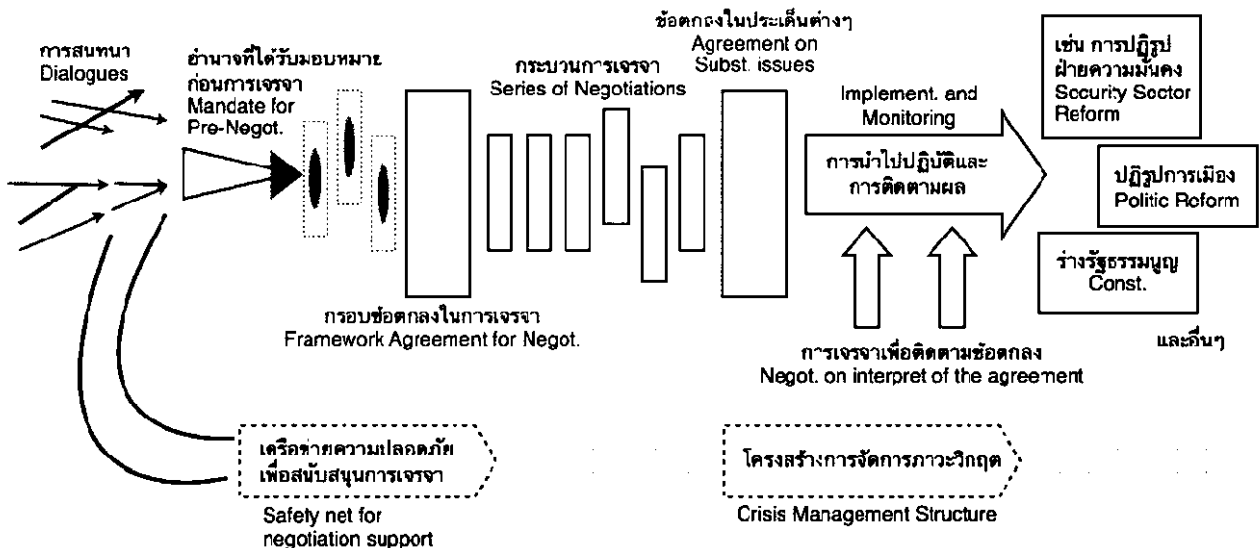 การสนทนา
Dialogues
อำนาจที่ได้รับมอบหมาย
ก่อนการเจรจา
Mandate for
Pre-Negot.
กระบวนการเจรจา
Series of Negotiations
ข้อตกลงในประเด็นต่างๆ
Agreement on
Subst. issues
Implement. and
Monitoring
การนำไปปฏิบัติและ
การติดตามผล
เช่น การปฏิรูป
ฝ่ายความมั่นคง
Security Sector
Reform
ปฏิรูปการเมือง
Politic Reform
ร่างรัฐธรรมนูญ
Const.
และอื่นๆ
กรอบข้อตกลงในการเจรจา
Framework Agreement for Negot.
การเจรจาเพื่อติดตามข้อตกลง
Negot. on interpret of the agreement
เครือข่ายความปลอดภัย
เพื่อสนับสนุนการเจรจา
Safety net for
negotiation support
โครงสร้างการจัดการภาวะวิกฤต
Crisis Management Structure